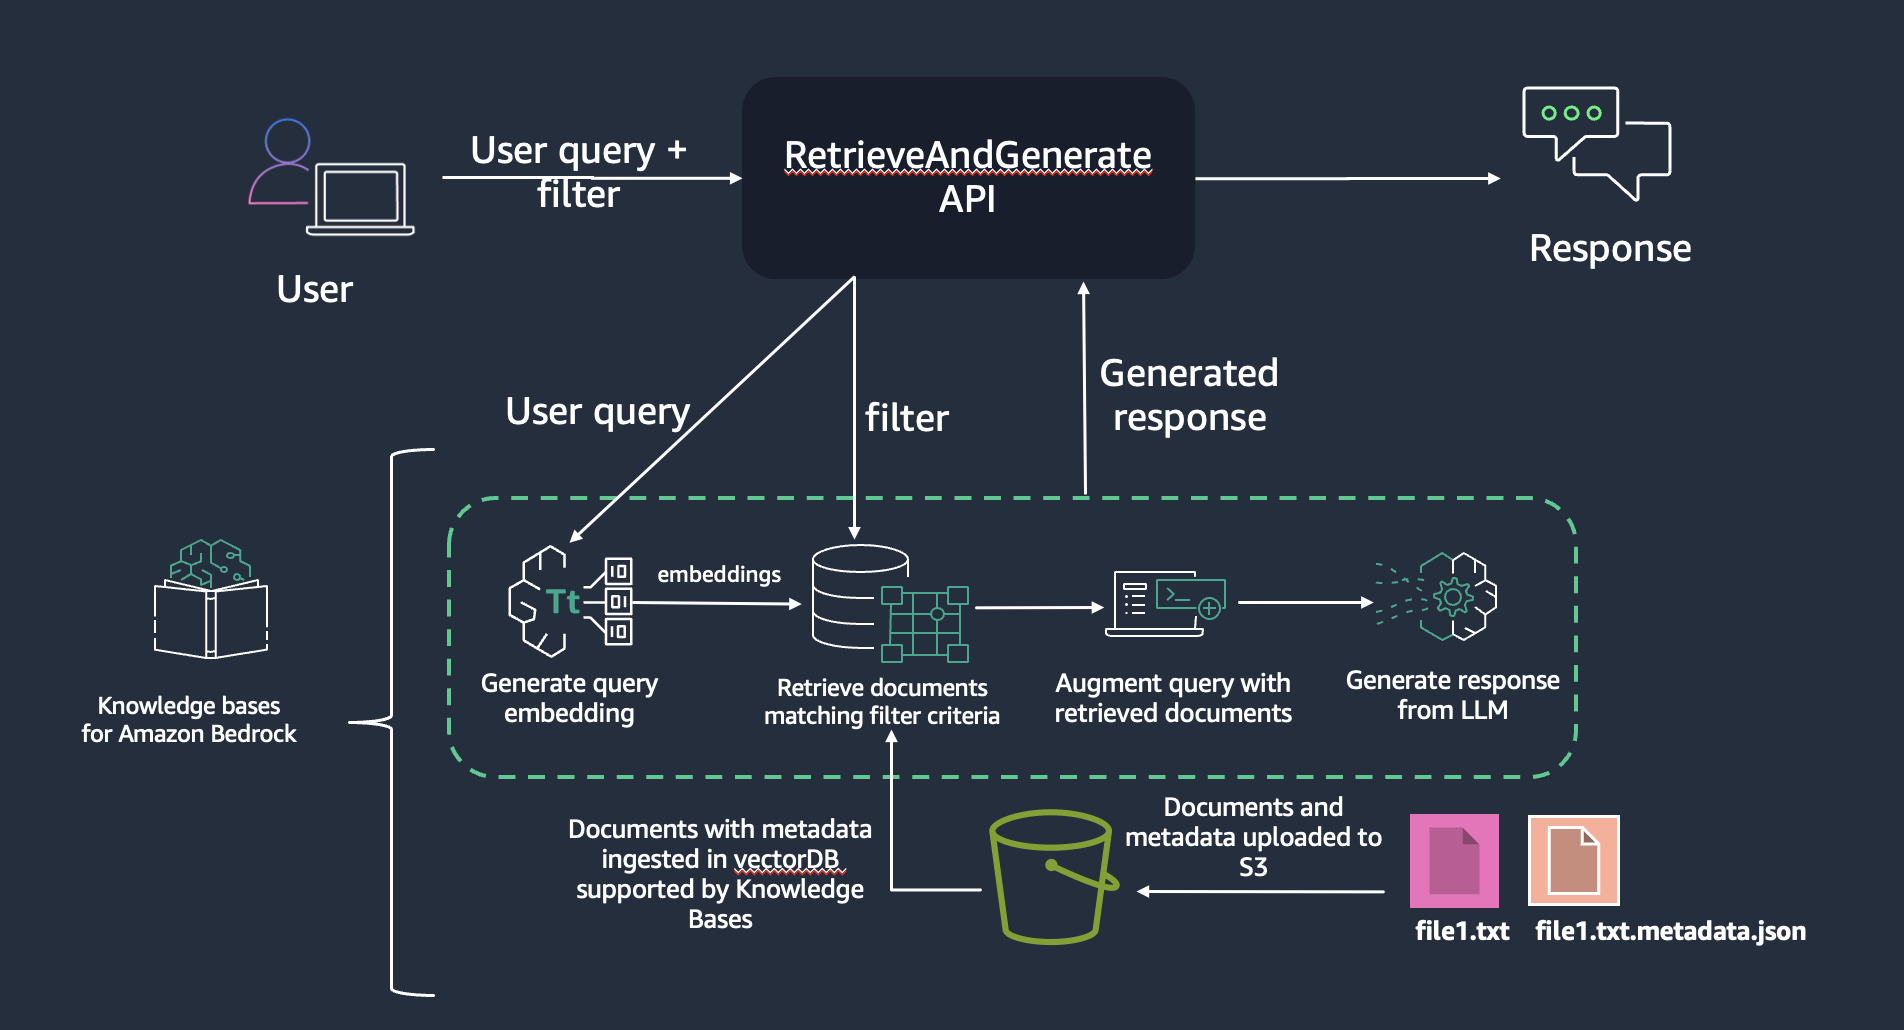 User query +
filter
RetrieveAndGenerate
API
User
Response
User query
filter
Generated
response
Tt
embeddings
Generate query
embedding
Retrieve documents
matching filter criteria
Augment query with
retrieved documents
Generate response
from LLM
Knowledge bases
for Amazon Bedrock
Documents with metadata
ingested in vectorDB
supported by Knowledge
Bases
Documents and
metadata uploaded to
S3
file1.txt
file1.txt.metadata.json